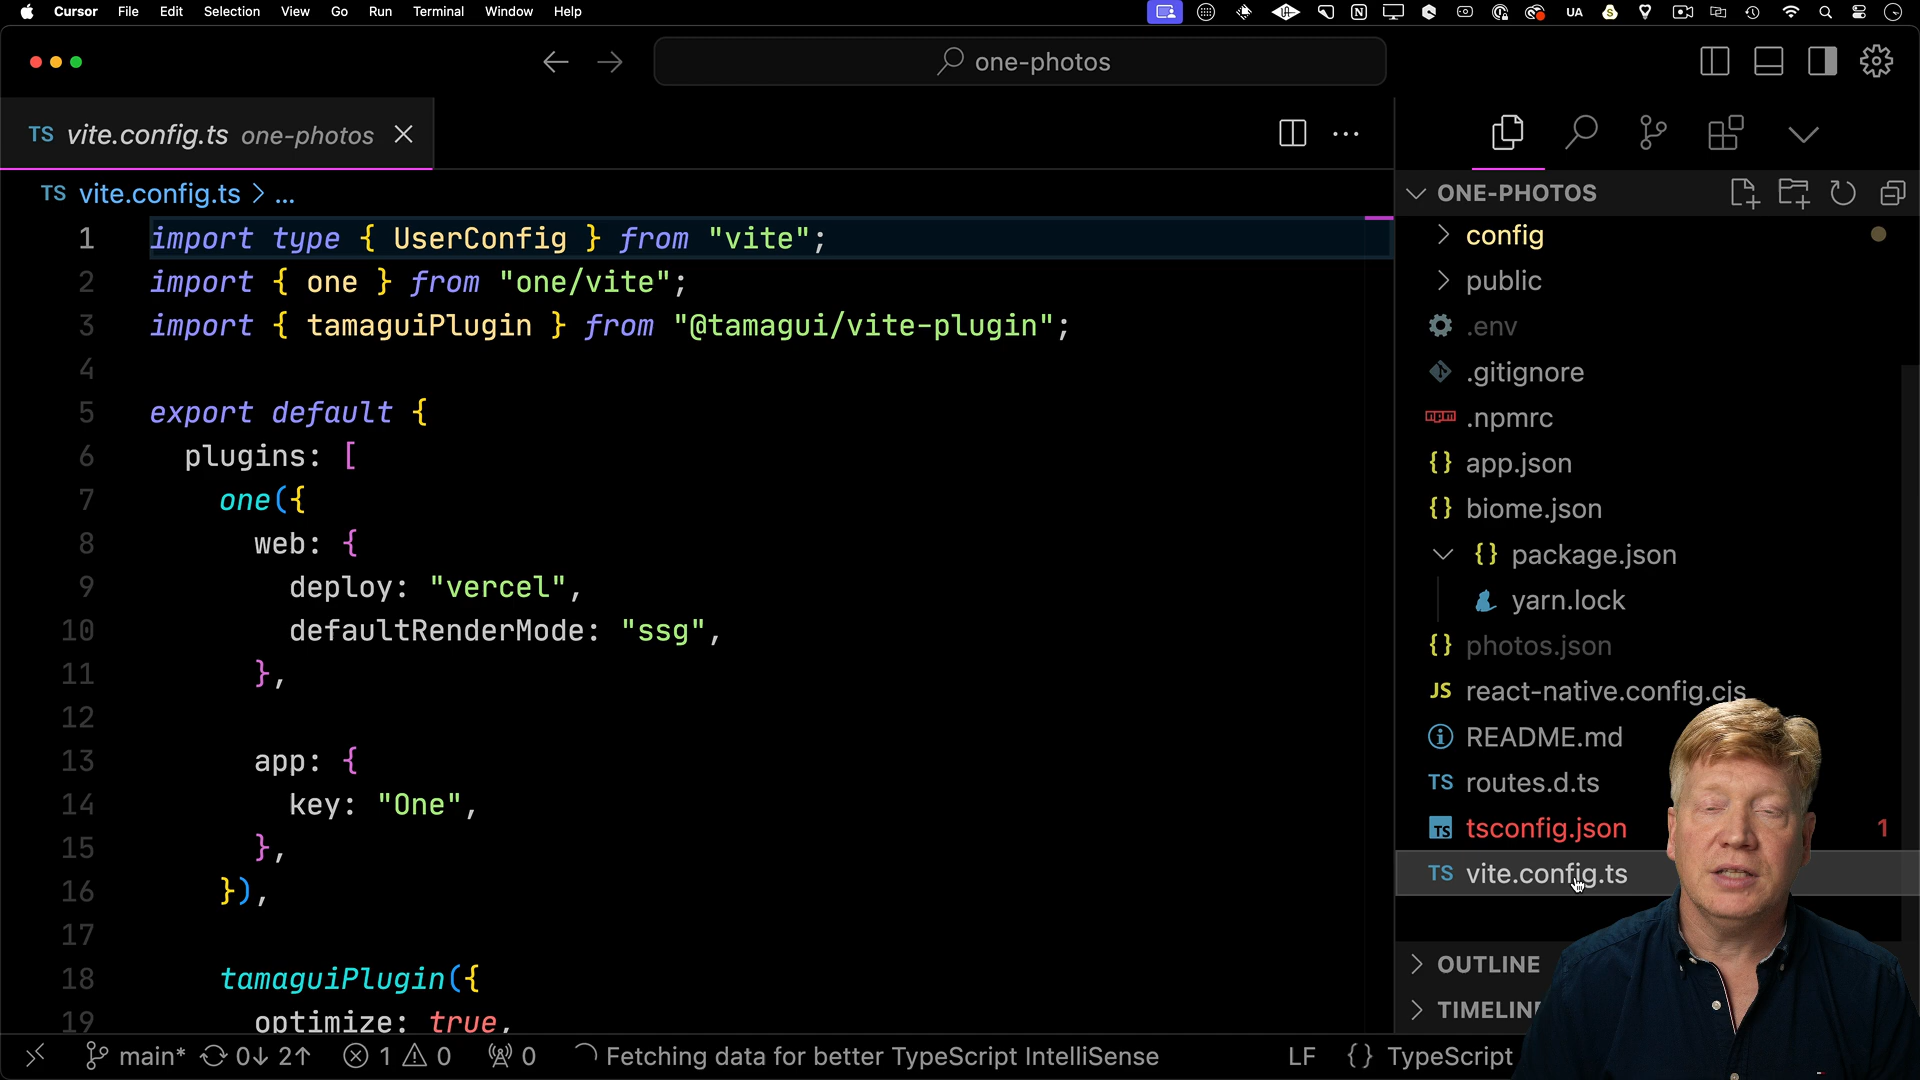 Cursor File Edit Selection View Go Run Terminal Window Help UA
one-photos
TS vite.config.ts one-photos
TS vite.config.ts > ...
1 import type { UserConfig } from "vite";
2 import { one } from "one/vite";
3 import { tamaguiPlugin } from "@tamagui/vite-plugin";
4
5 export default {
6 plugins: [
7 one({
8 web: {
9 deploy: "vercel",
10 defaultRenderMode: "ssg",
11 },
12
13 app: {
14 key: "One",
15 },
16 }),
17
18 tamaguiPlugin({
19 optimize: true,
ONE-PHOTOS
config
public
.env
.gitignore
.npmrc
{} app.json
{} biome.json
{} package.json
yarn.lock
{} photos.json
JS react-native.config.cjs
README.md
TS routes.d.ts
TS tsconfig.json 1
TS vite.config.ts
OUTLINE
TIMELINE
main* 0↓ 2↑ 1 0 0 Fetching data for better TypeScript IntelliSense LF {} TypeScript